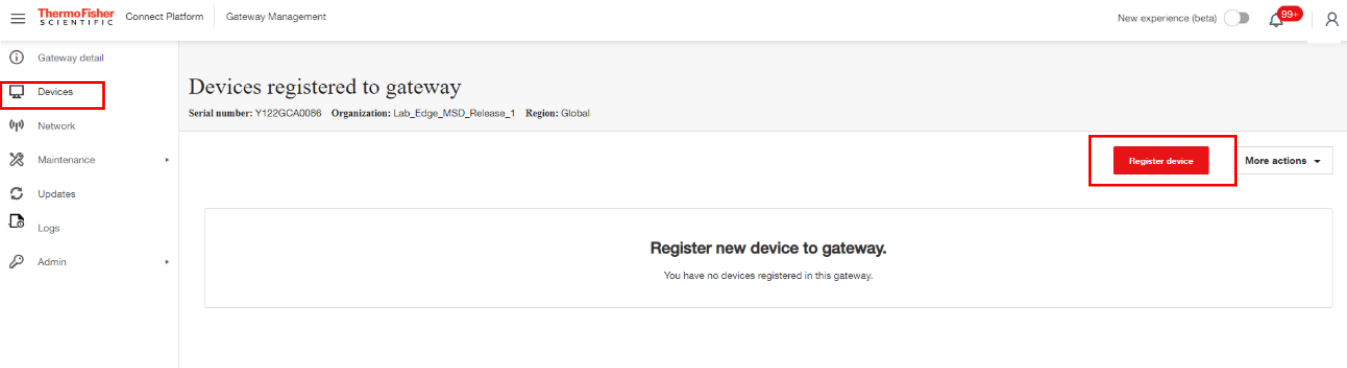 ThermoFisher
SCIENTIFIC
Connect Platform
Gateway Management
New experience (beta)
99+
Gateway detail
Devices
Network
Maintenance
Updates
Logs
Admin
Devices registered to gateway
Serial number: Y122GCA0086 Organization: Lab_Edge_MSD_Release_1 Region: Global
Register device
More actions
Register new device to gateway.
You have no devices registered in this gateway.